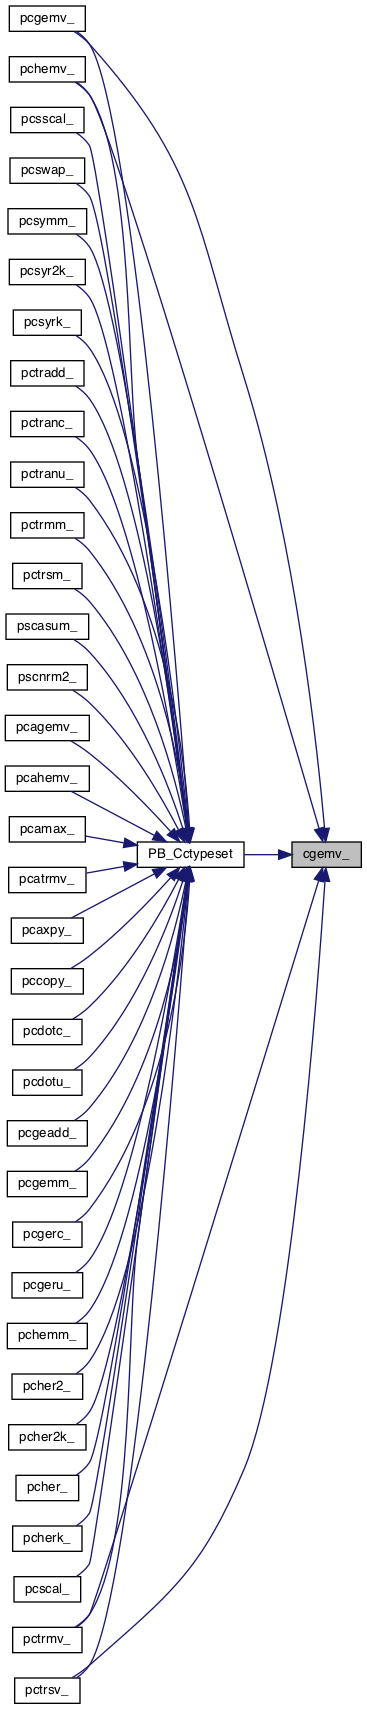 pcgemv_
pchemv_
pcsscal_
pcswap_
pcsymm_
pcsyr2k_
pcsyrk_
pctradd_
pctranc_
pctranu_
pctrmm_
pctrsm_
pscasum_
pscnrm2_
pcagemv_
pcahemv_
pcamax_
PB_Cctypeset
cgemv_
pcatrmv_
pcaxpy_
pccopy_
pcdotc_
pcdotu_
pcgeadd_
pcgemm_
pcgerc_
pcgeru_
pchemm_
pcher2_
pcher2k_
pcher_
pcherk_
pcscal_
pctrmv_
pctrsv_